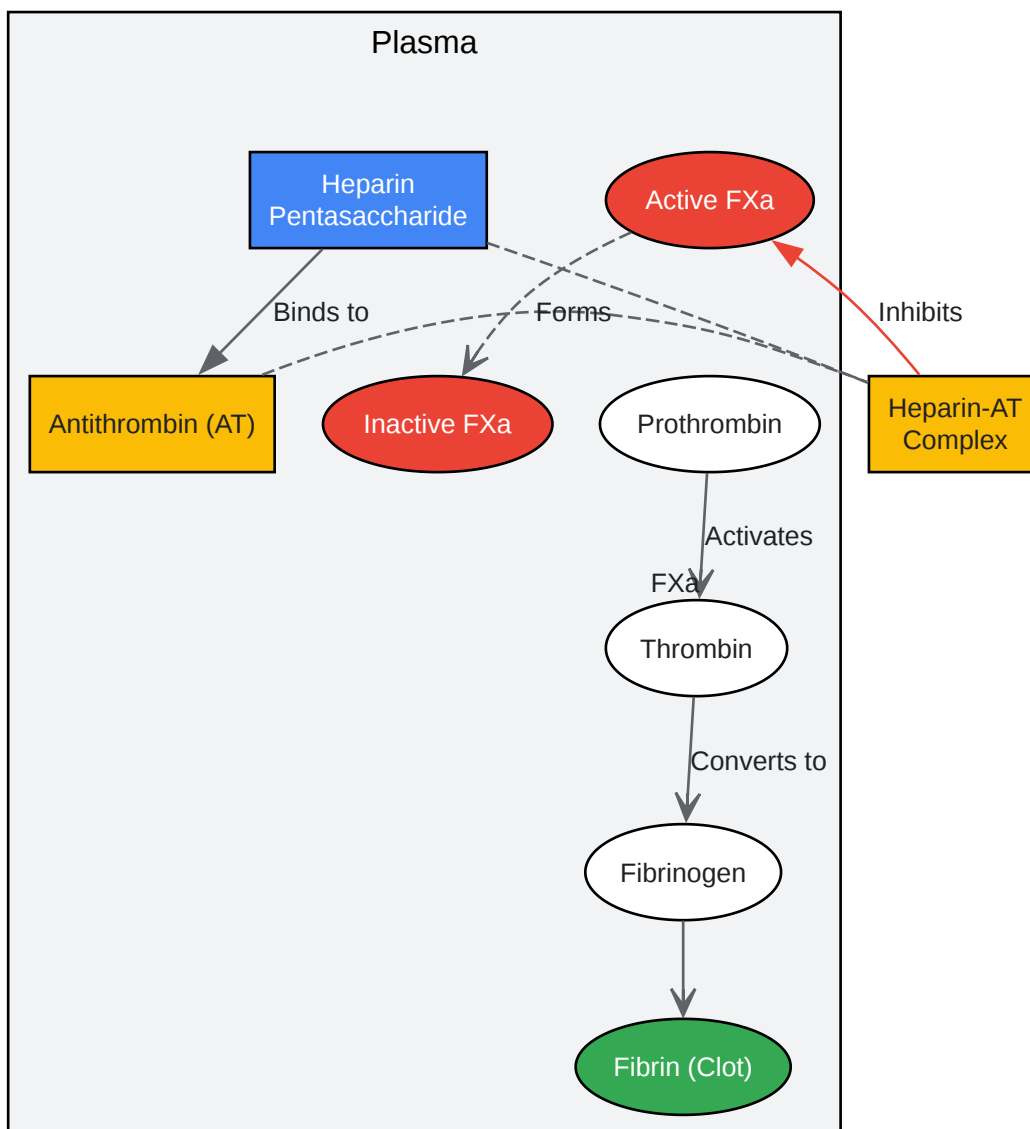 Plasma
Heparin
Pentasaccharide
Active FXa
Binds to
Forms
Inhibits
Antithrombin (AT)
Inactive FXa
Prothrombin
Heparin-AT
Complex
Activates
FXa
Thrombin
Converts to
Fibrinogen
Fibrin (Clot)